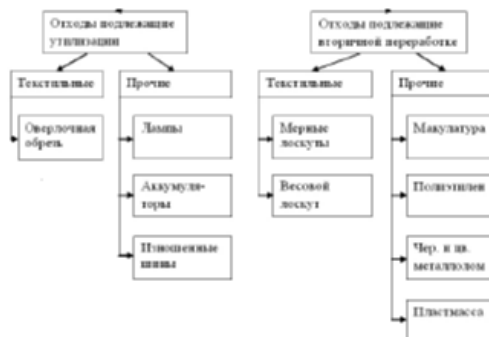 Отходы подлежащие
утилизации
Текстильные
Оверлочная
обрезь
Прочие
Лампы
Аккумуля-
торы
Изношенные
шины
Отходы подлежащие
вторичной переработке
Текстильные
Мерные
лоскуты
Весовой
лоскут
Прочие
Макулатура
Полиэтилен
Чер. и цв.
металлолом
Пластмасса